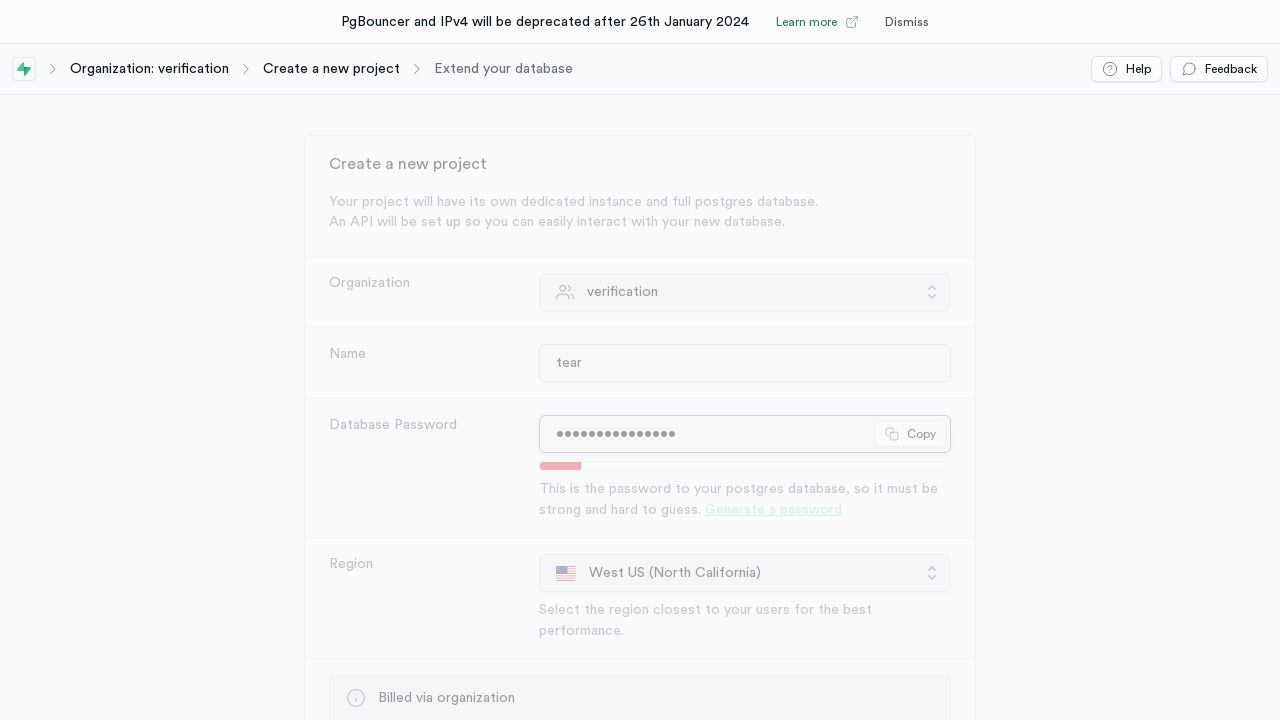 PgBouncer and IPv4 will be deprecated after 26th January 2024 Learn more Dismiss
Organization: verification Create a new project Extend your database Help Feedback
Create a new project
Your project will have its own dedicated instance and full postgres database.
An API will be set up so you can easily interact with your new database.
Organization verification
Name tear
Database Password ●●●●●●●●●●●●●●● Copy
This is the password to your postgres database, so it must be
strong and hard to guess. Generate a password
Region West US (North California)
Select the region closest to your users for the best
performance.
Billed via organization